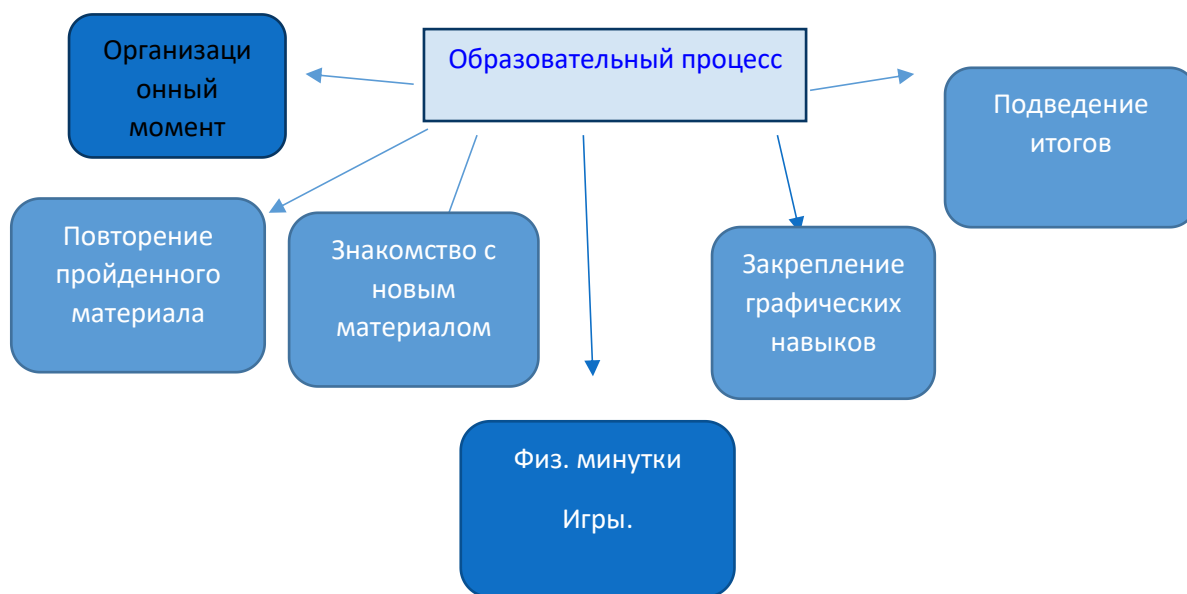 Организаци
онный
момент
Образовательный процесс
Подведение
итогов
Повторение
пройденного
материала
Знакомство с
новым
материалом
Закрепление
графических
навыков
Физ. минутки
Игры.